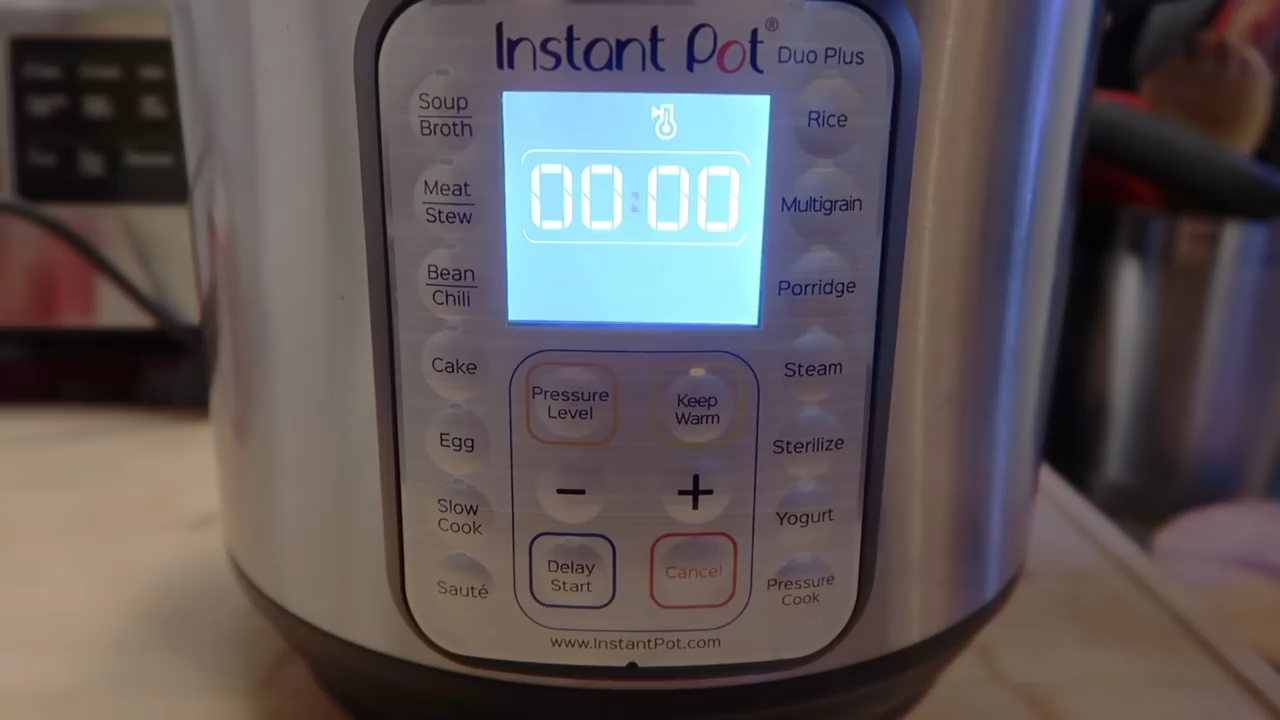 Instant Pot® Duo Plus
Soup
Broth
Meat
Stew
Bean
Chili
Cake
Egg
Slow
Cook
Sauté
00:00
Rice
Multigrain
Porridge
Steam
Sterilize
Yogurt
Pressure
Cook
Pressure
Level
Keep
Warm
-
+
Delay
Start
Cancel
www.InstantPot.com